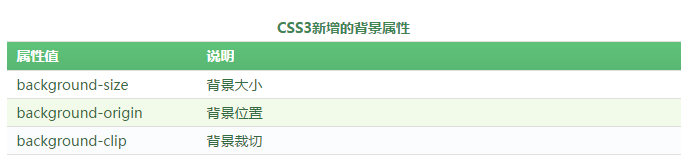 CSS3新增的背景属性
属性值 说明
background-size 背景大小
background-origin 背景位置
background-clip 背景裁切